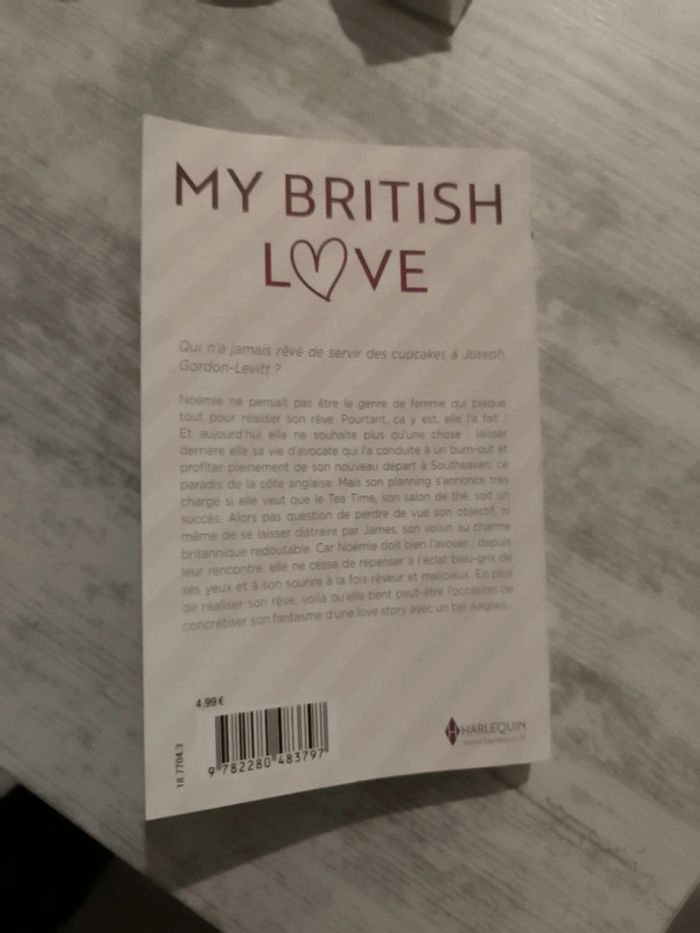 MY BRITISH
LOVE
Qui n'a jamais rêvé de servir des cupcakes à Joseph
Gordon-Levitt ?
Noémie ne pensait pas être le genre de femme qui plaque
tout pour réaliser son rêve. Pourtant, ça y est, elle l'a fait !
Et aujourd'hui elle ne souhaite plus qu'une chose : laisser
derrière elle sa vie d'avocate qui l'a conduite à un burn-out et
profiter pleinement de son nouveau départ à Southeaven, ce
paradis de la côte anglaise. Mais son planning s'annonce très
chargé si elle veut que le Tea Time, son salon de thé, soit un
succès. Alors pas question de perdre de vue son objectif, ni
même de se laisser distraire par James, son voisin au charme
britannique redoutable. Car Noémie doit bien l'avouer : depuis
leur rencontre, elle ne cesse de repenser à l'éclat bleu-gris de
ses yeux et à son sourire à la fois rêveur et malicieux. En plus
de réaliser son rêve, voilà qu'elle tient peut-être l'occasion de
concrétiser son fantasme d'une love story avec un bel Anglais...
4,99 €
18.7704.3
9 782280 483797
HARLEQUIN
www.harlequin.fr